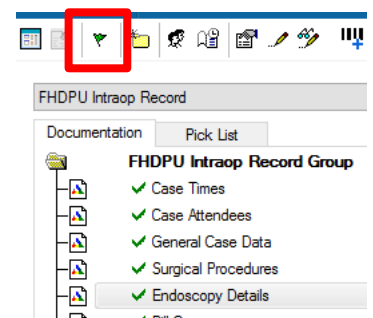 FHDPU Intraop Record
Documentation
Pick List
FHDPU Intraop Record Group
Case Times
Case Attendees
General Case Data
Surgical Procedures
Endoscopy Details